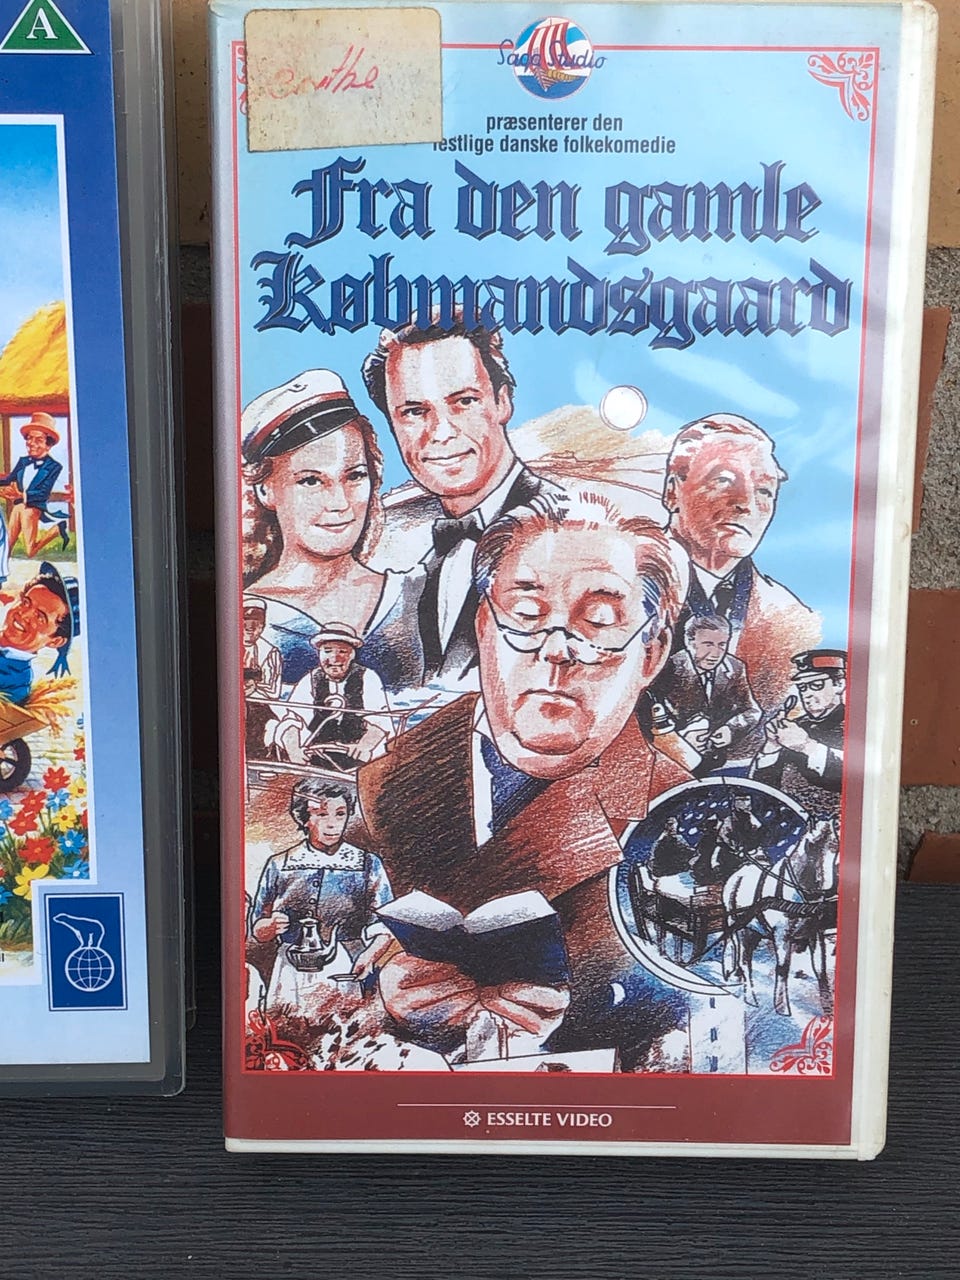 A
Saga Studio
præsenterer den
festlige danske folkekomedie
Fra den gamle
Købmandsgaard
ESSELTE VIDEO